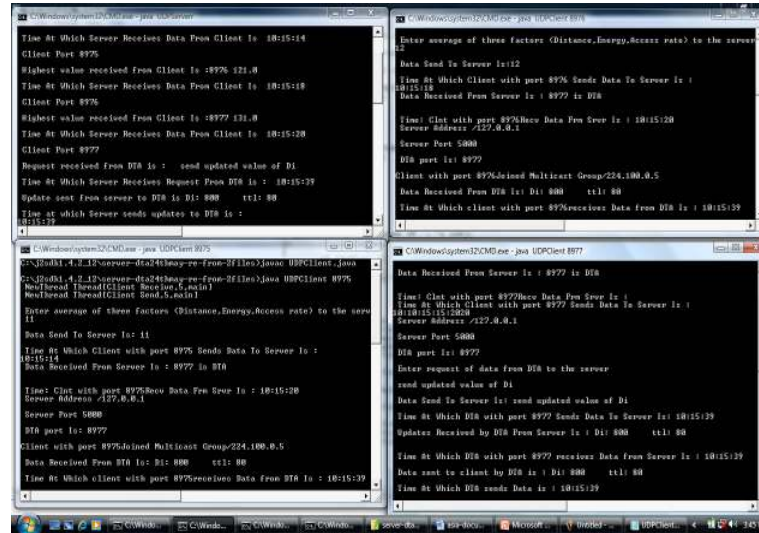 C:\Windows\system32\CMD.exe - java UDPServer
Time At Which Server Receives Data From Client Is 10:15:14
Client Port 8975
Highest value received from Client Is :8976 121.0
Time At Which Server Receives Data From Client Is 10:15:18
Client Port 8976
Highest value received from Client Is :8977 131.0
Time At Which Server Receives Data From Client Is 10:15:20
Client Port 8977
Request received from DTA is : send updated value of Di
Time At Which Server Receives Request From DTA is : 10:15:39
Update sent from server to DTA is Di: 800 ttl: 80
Time at which Server sends updates to DTA is :
10:15:39
C:\Windows\system32\CMD.exe - java UDPClient 8976
Enter average of three factors (Distance,Energy,Access rate) to the server
12
Data Send To Server Is:12
Time At Which Client with port 8976 Sends Data To Server Is :
10:15:18
Data Received From Server Is : 8977 is DTA
Time: Clnt with port 8976Recv Data Frm Srvr Is : 10:15:20
Server Address /127.0.0.1
Server Port 5000
DTA port Is: 8977
Client with port 8976Joined Multicast Group/224.100.0.5
Data Received From DTA Is: Di: 800 ttl: 80
Time At Which client with port 8976receives Data from DTA Is : 10:15:39
C:\Windows\system32\CMD.exe - java UDPClient 8975
C:\j2sdk1.4.2_12\server-dta24thmay-re-from-2files>javac UDPClient.java
C:\j2sdk1.4.2_12\server-dta24thmay-re-from-2files>java UDPClient 8975
NewThread Thread[Client Receive,5,main]
NewThread Thread[Client Send,5,main]
Enter average of three factors (Distance,Energy,Access rate) to the serv
11
Data Send To Server Is: 11
Time At Which Client with port 8975 Sends Data To Server Is :
10:15:14
Data Received From Server Is : 8977 is DTA
Time: Clnt with port 8975Recv Data Frm Srvr Is : 10:15:20
Server Address /127.0.0.1
Server Port 5000
DTA port Is: 8977
Client with port 8975Joined Multicast Group/224.100.0.5
Data Received From DTA Is: Di: 800 ttl: 80
Time At Which client with port 8975receives Data from DTA Is : 10:15:39
C:\Windows\system32\CMD.exe - java UDPClient 8977
Data Received From Server Is : 8977 is DTA
Time: Clnt with port 8977Recv Data Frm Srvr Is :
Time At Which Client with port 8977 Sends Data To Server Is :
10:10:15:15:2020
Server Address /127.0.0.1
Server Port 5000
DTA port Is: 8977
Enter request of data from DTA to the server
send updated value of Di
Data Send To Server Is: send updated value of Di
Time At Which DTA with port 8977 Sends Data To Server Is: 10:15:39
Updates Received by DTA From Server Is : Di: 800 ttl: 80
Time At Which DTA with port 8977 receives Data from Server Is : 10:15:39
Data sent to client by DTA is : Di: 800 ttl: 80
Time At Which DTA sends Data is : 10:15:39
C:\Windo... C:\Windo... C:\Windo... C:\Windo... server-dta... Microsoft ... Untitled - ... UDPClient... 3:45